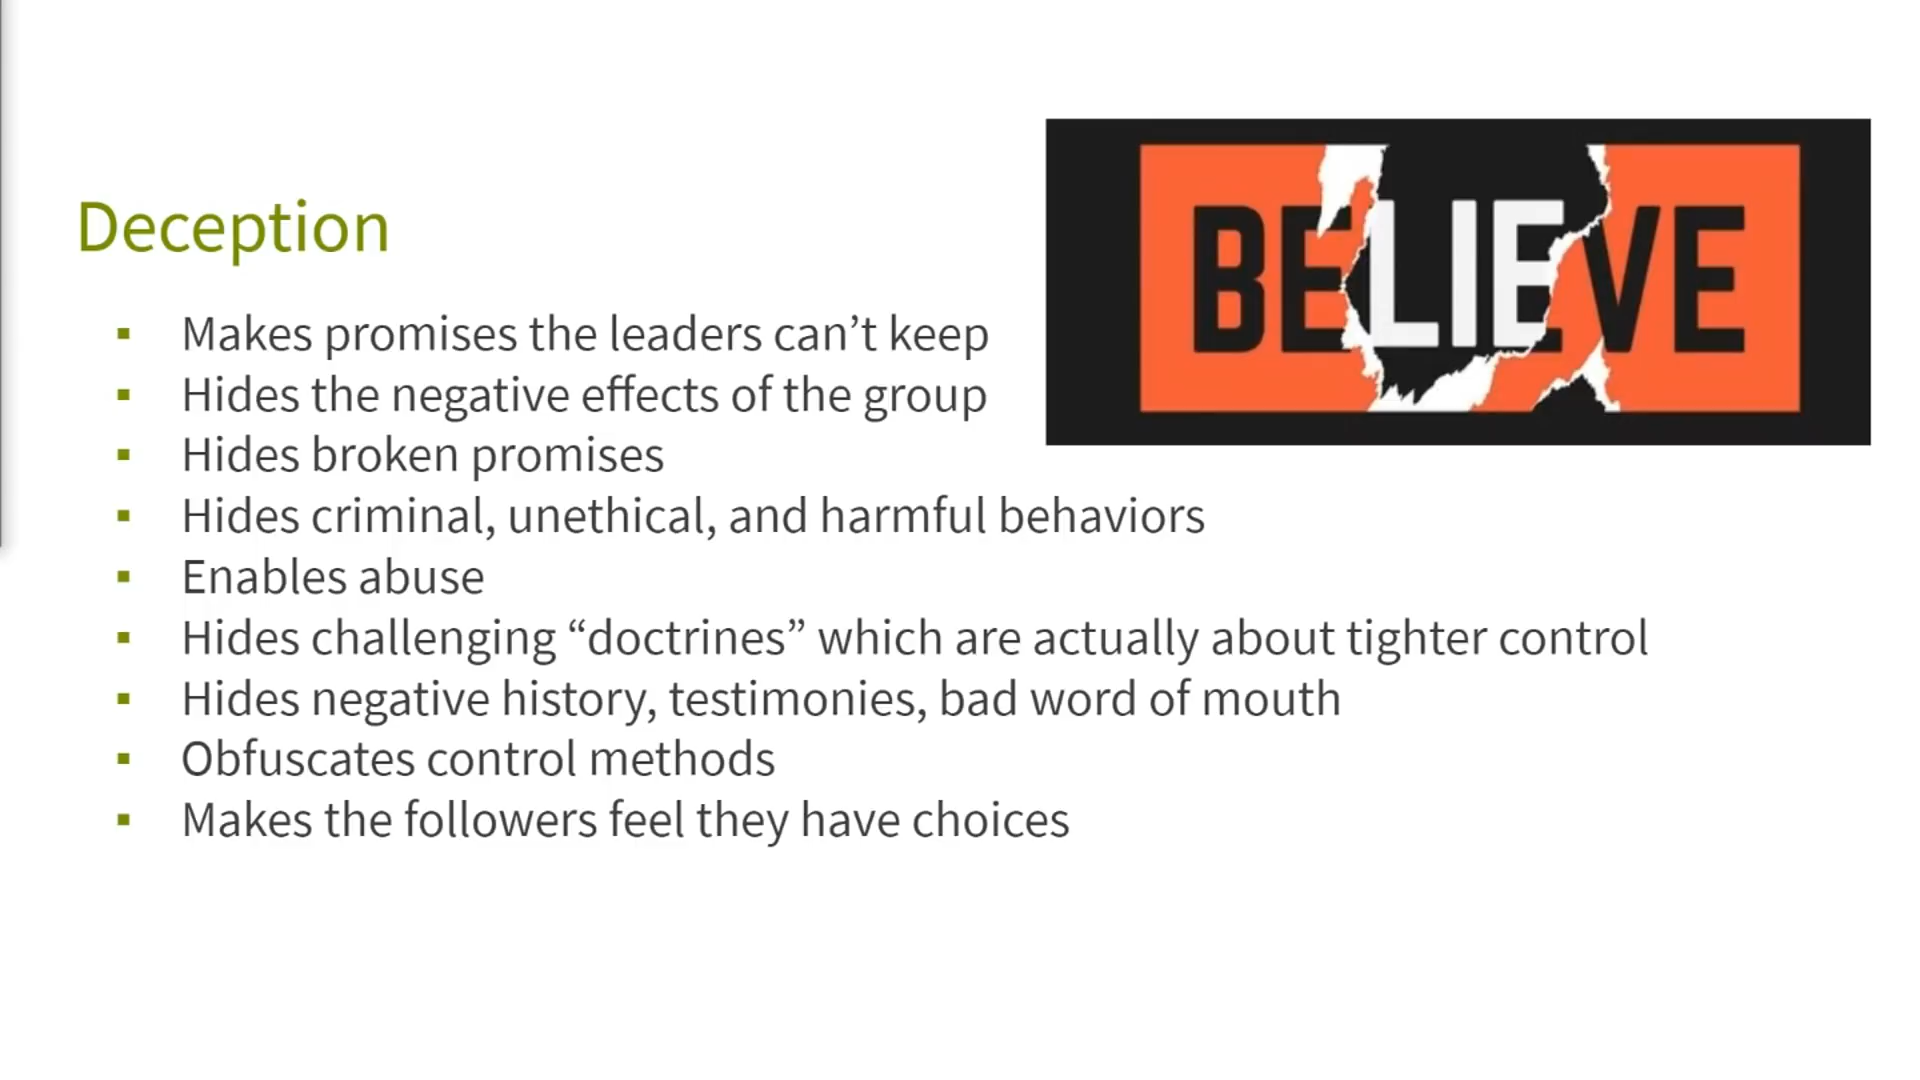 Deception
BELIEVE
▪ Makes promises the leaders can’t keep
▪ Hides the negative effects of the group
▪ Hides broken promises
▪ Hides criminal, unethical, and harmful behaviors
▪ Enables abuse
▪ Hides challenging “doctrines” which are actually about tighter control
▪ Hides negative history, testimonies, bad word of mouth
▪ Obfuscates control methods
▪ Makes the followers feel they have choices